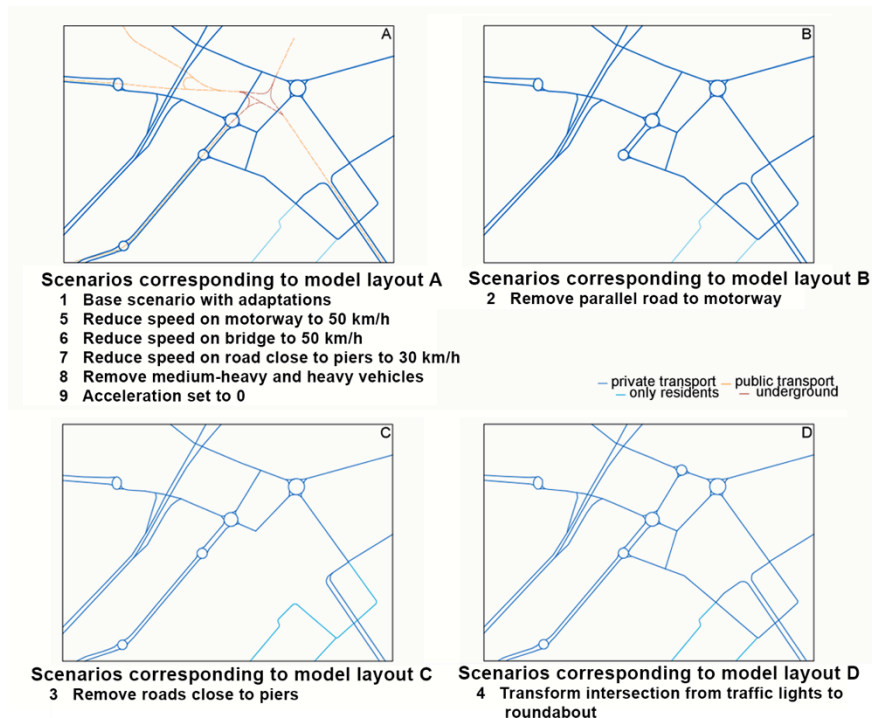 A
B
Scenarios corresponding to model layout A
1 Base scenario with adaptations
5 Reduce speed on motorway to 50 km/h
6 Reduce speed on bridge to 50 km/h
7 Reduce speed on road close to piers to 30 km/h
8 Remove medium-heavy and heavy vehicles
9 Acceleration set to 0
Scenarios corresponding to model layout B
2 Remove parallel road to motorway
private transport public transport
only residents underground
C
D
Scenarios corresponding to model layout C
3 Remove roads close to piers
Scenarios corresponding to model layout D
4 Transform intersection from traffic lights to
roundabout